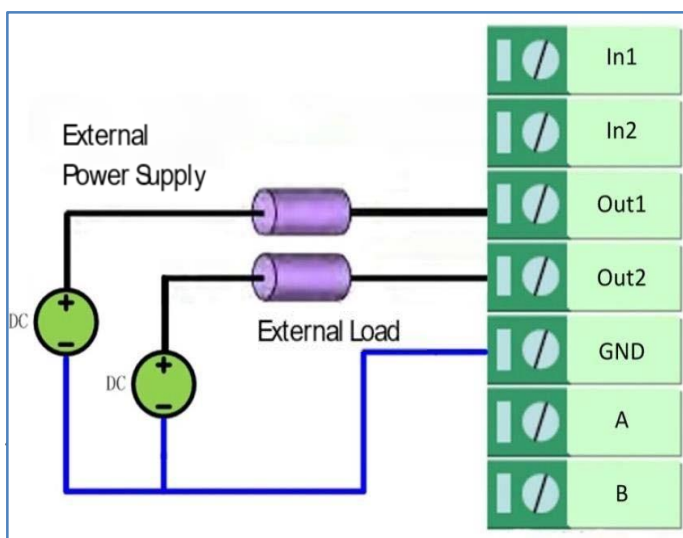 In1
In2
External
Power Supply
Out1
Out2
External Load
DC
+
-
GND
DC
+
-
A
B